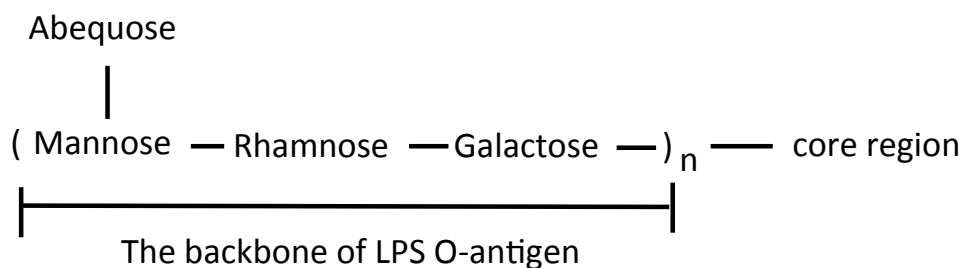 Abequose
( Mannose — Rhamnose — Galactose — )n — core region
The backbone of LPS O-antigen